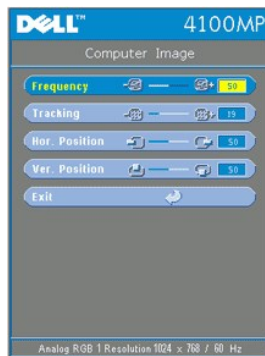 DELL™ 4100MP
Computer Image
Frequency 50
Tracking 19
Hor. Position 50
Ver. Position 50
Exit
Analog RGB 1 Resolution 1024 x 768 / 60 Hz